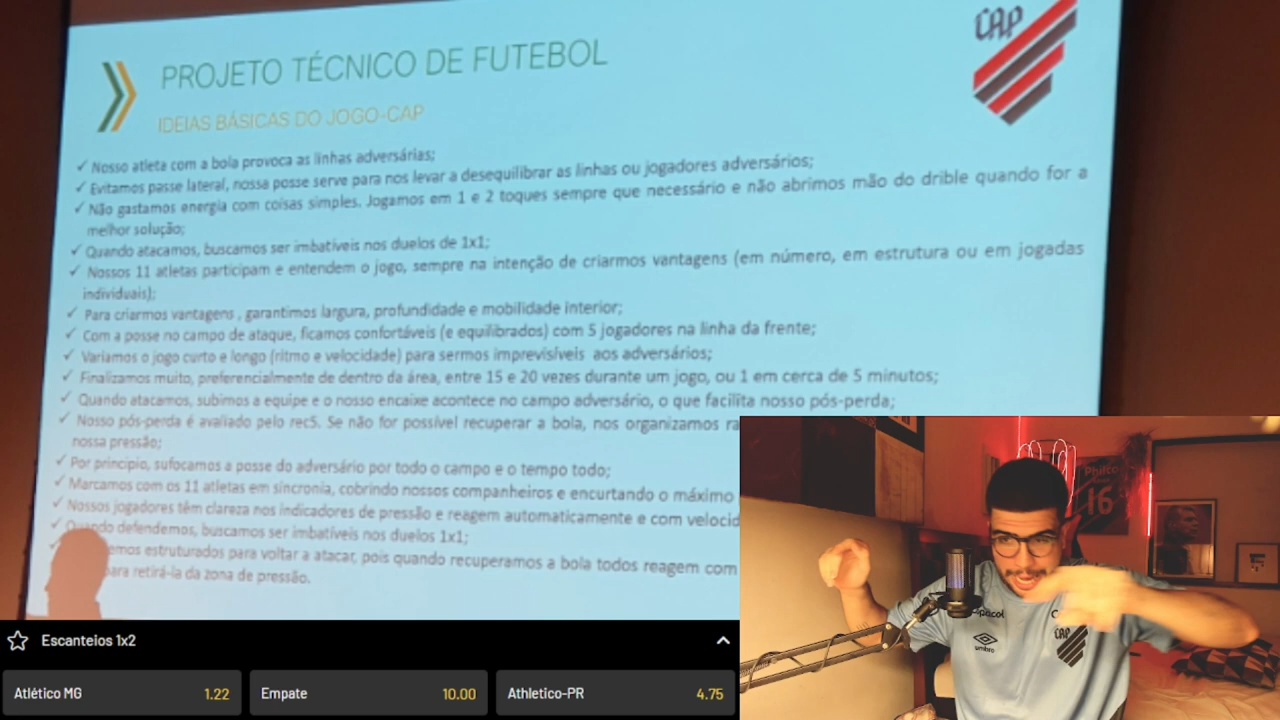 CAP
PROJETO TÉCNICO DE FUTEBOL
IDEIAS BÁSICAS DO JOGO-CAP
✓ Nosso atleta com a bola provoca as linhas adversárias;
✓ Evitamos passe lateral, nossa posse serve para nos levar a desequilibrar as linhas ou jogadores adversários;
✓ Não gastamos energia com coisas simples. Jogamos em 1 e 2 toques sempre que necessário e não abrimos mão do drible quando for a
melhor solução;
✓ Quando atacamos, buscamos ser imbatíveis nos duelos de 1x1;
✓ Nossos 11 atletas participam e entendem o jogo, sempre na intenção de criarmos vantagens (em número, em estrutura ou em jogadas
individuais);
✓ Para criarmos vantagens , garantimos largura, profundidade e mobilidade interior;
✓ Com a posse no campo de ataque, ficamos confortáveis (e equilibrados) com 5 jogadores na linha da frente;
✓ Variamos o jogo curto e longo (ritmo e velocidade) para sermos imprevisíveis aos adversários;
✓ Finalizamos muito, preferencialmente de dentro da área, entre 15 e 20 vezes durante um jogo, ou 1 em cerca de 5 minutos;
✓ Quando atacamos, subimos a equipe e o nosso encaixe acontece no campo adversário, o que facilita nosso pós-perda;
✓ Nosso pós-perda é avaliado pelo rec5. Se não for possível recuperar a bola, nos organizamos ra
nossa pressão;
✓ Por princípio, sufocamos a posse do adversário por todo o campo e o tempo todo;
✓ Marcamos com os 11 atletas em sincronia, cobrindo nossos companheiros e encurtando o máximo
✓ Nossos jogadores têm clareza nos indicadores de pressão e reagem automaticamente e com velocid
✓ Quando defendemos, buscamos ser imbatíveis nos duelos 1x1;
✓ emos estruturados para voltar a atacar, pois quando recuperamos a bola todos reagem com
para retirá-la da zona de pressão.
Philco
16
apacol
umbro
CAP
Escanteios 1x2
Atlético MG 1.22 Empate 10.00 Athletico-PR 4.75